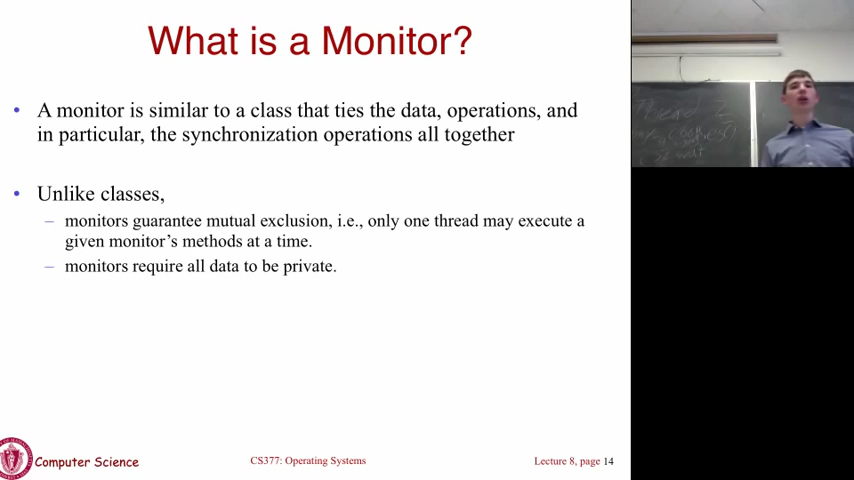 What is a Monitor?
• A monitor is similar to a class that ties the data, operations, and
in particular, the synchronization operations all together
• Unlike classes,
– monitors guarantee mutual exclusion, i.e., only one thread may execute a
given monitor's methods at a time.
– monitors require all data to be private.
Computer Science
CS377: Operating Systems
Lecture 8, page 14